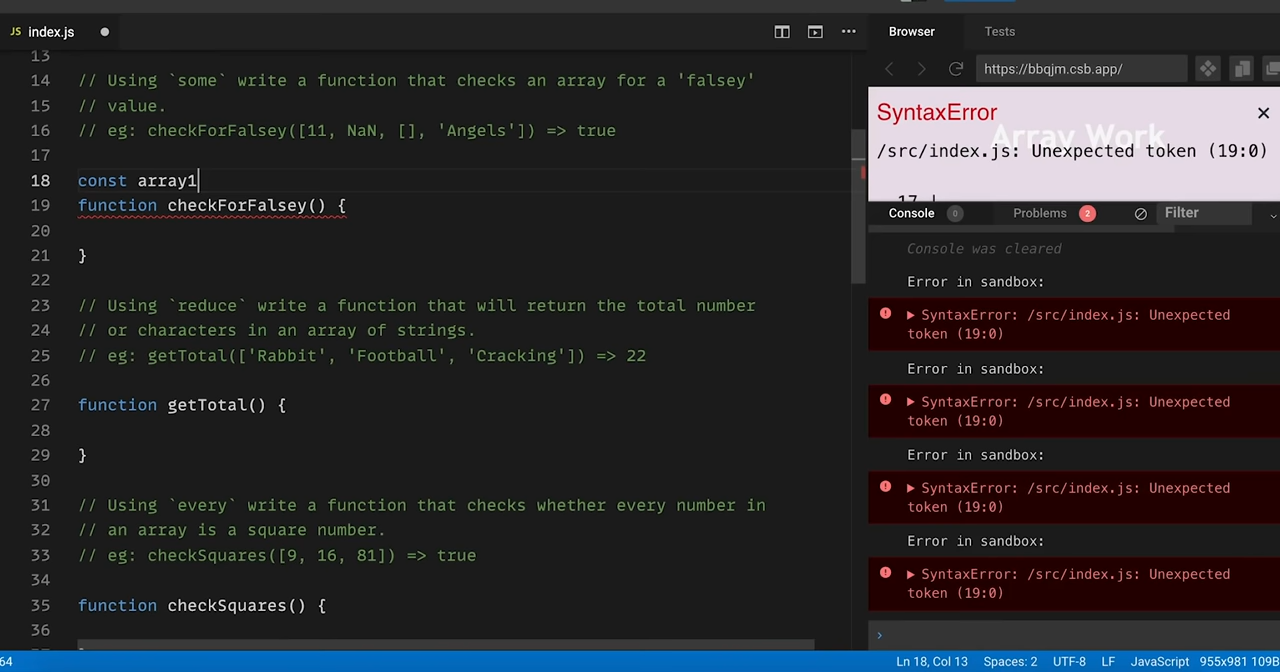 JS index.js
13
14 // Using `some` write a function that checks an array for a 'falsey'
15 // value.
16 // eg: checkForFalsey([11, NaN, [], 'Angels']) => true
17
18 const array1
19 function checkForFalsey() {
20
21 }
22
23 // Using `reduce` write a function that will return the total number
24 // or characters in an array of strings.
25 // eg: getTotal(['Rabbit', 'Football', 'Cracking']) => 22
26
27 function getTotal() {
28
29 }
30
31 // Using `every` write a function that checks whether every number in
32 // an array is a square number.
33 // eg: checkSquares([9, 16, 81]) => true
34
35 function checkSquares() {
36
Browser Tests
https://bbqjm.csb.app/
SyntaxError
Array Work
/src/index.js: Unexpected token (19:0)
17 |
Console 0 Problems 2 Filter
Console was cleared
Error in sandbox:
SyntaxError: /src/index.js: Unexpected
token (19:0)
Error in sandbox:
SyntaxError: /src/index.js: Unexpected
token (19:0)
Error in sandbox:
SyntaxError: /src/index.js: Unexpected
token (19:0)
Error in sandbox:
SyntaxError: /src/index.js: Unexpected
token (19:0)
64 Ln 18, Col 13 Spaces: 2 UTF-8 LF JavaScript 955x981 109B